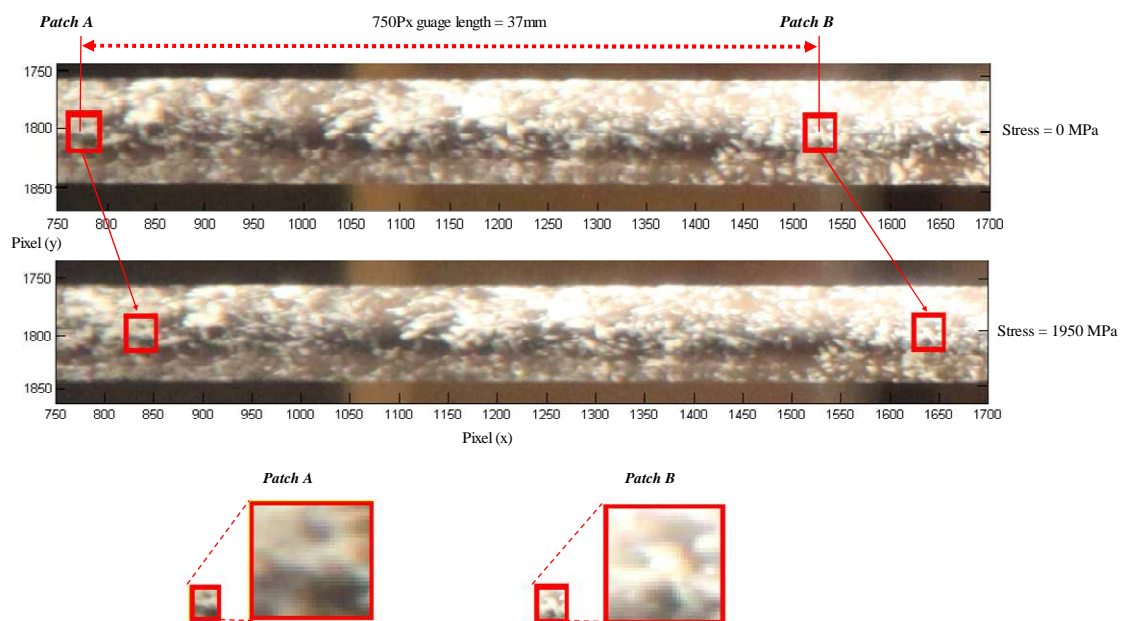 Patch A
750Px guage length = 37mm
Patch B
1750
1800
1850
Stress = 0 MPa
750 800 850 900 950 1000 1050 1100 1150 1200 1250 1300 1350 1400 1450 1500 1550 1600 1650 1700
Pixel (y)
1750
1800
1850
Stress = 1950 MPa
750 800 850 900 950 1000 1050 1100 1150 1200 1250 1300 1350 1400 1450 1500 1550 1600 1650 1700
Pixel (x)
Patch A
Patch B